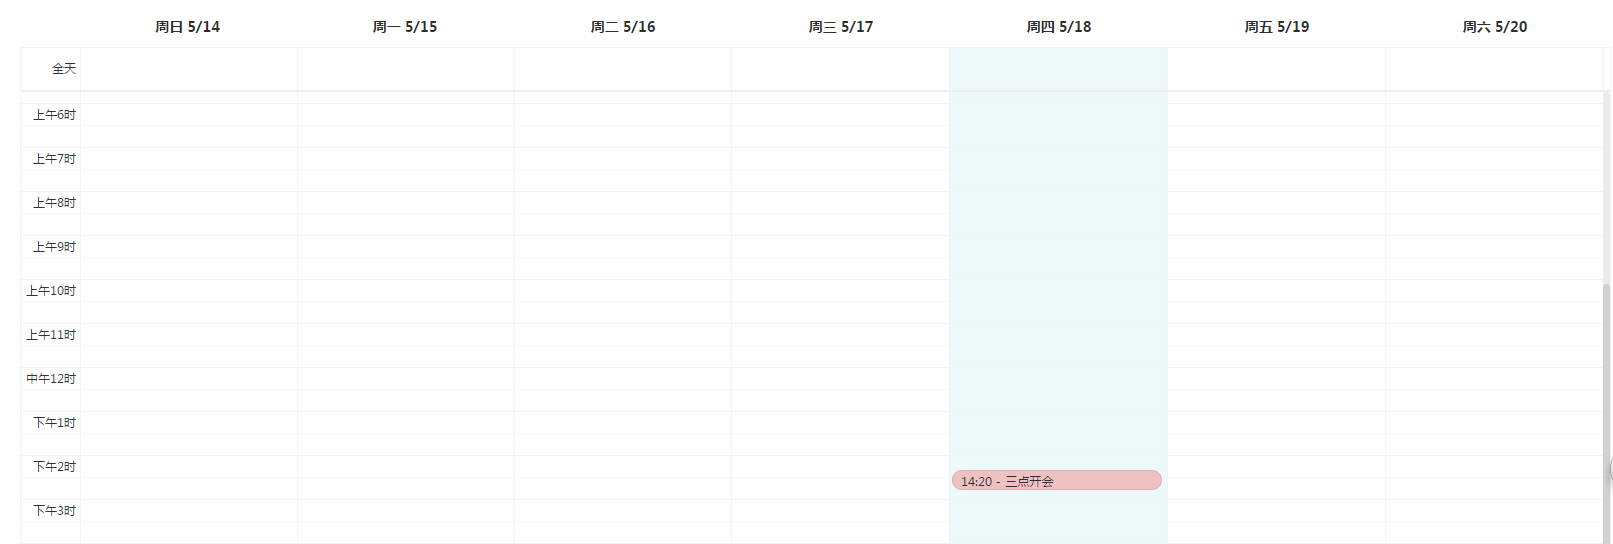 周日 5/14 周一 5/15 周二 5/16 周三 5/17 周四 5/18 周五 5/19 周六 5/20
全天
上午6时
上午7时
上午8时
上午9时
上午10时
上午11时
中午12时
下午1时
下午2时
14:20 - 三点开会
下午3时